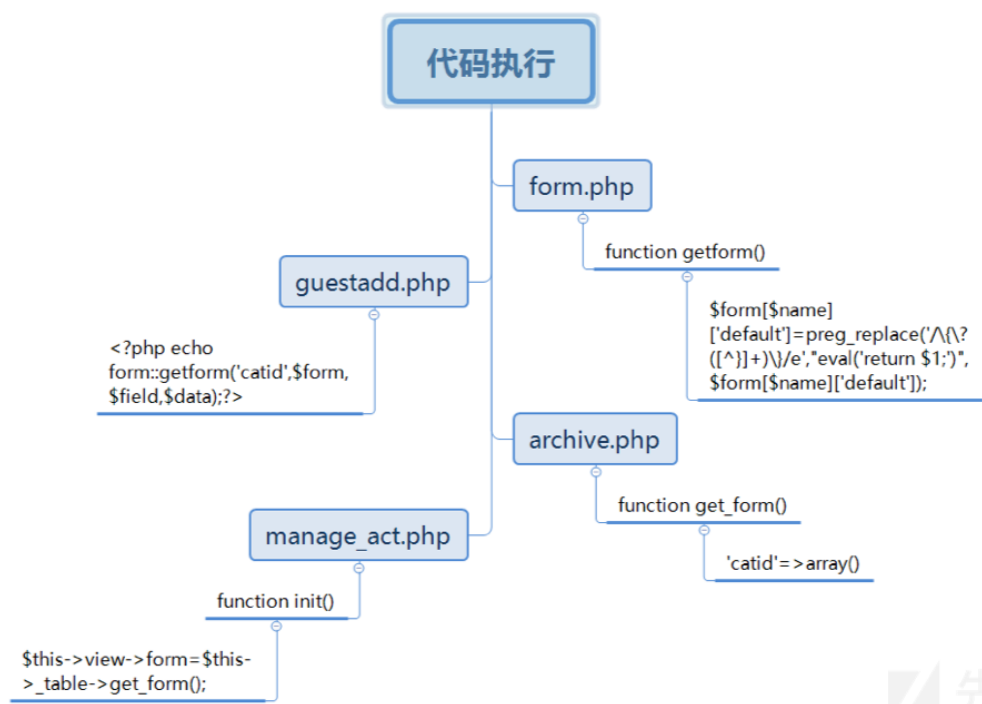 代码执行
form.php
function getform()
$form[$name]
['default']=preg_replace('/\{\?
([^}]+)\}/e',"eval('return $1;')",
$form[$name]['default']);
guestadd.php
<?php echo
form::getform('catid',$form,
$field,$data);?>
archive.php
function get_form()
'catid'=>array()
manage_act.php
function init()
$this->view->form=$this-
>_table->get_form();